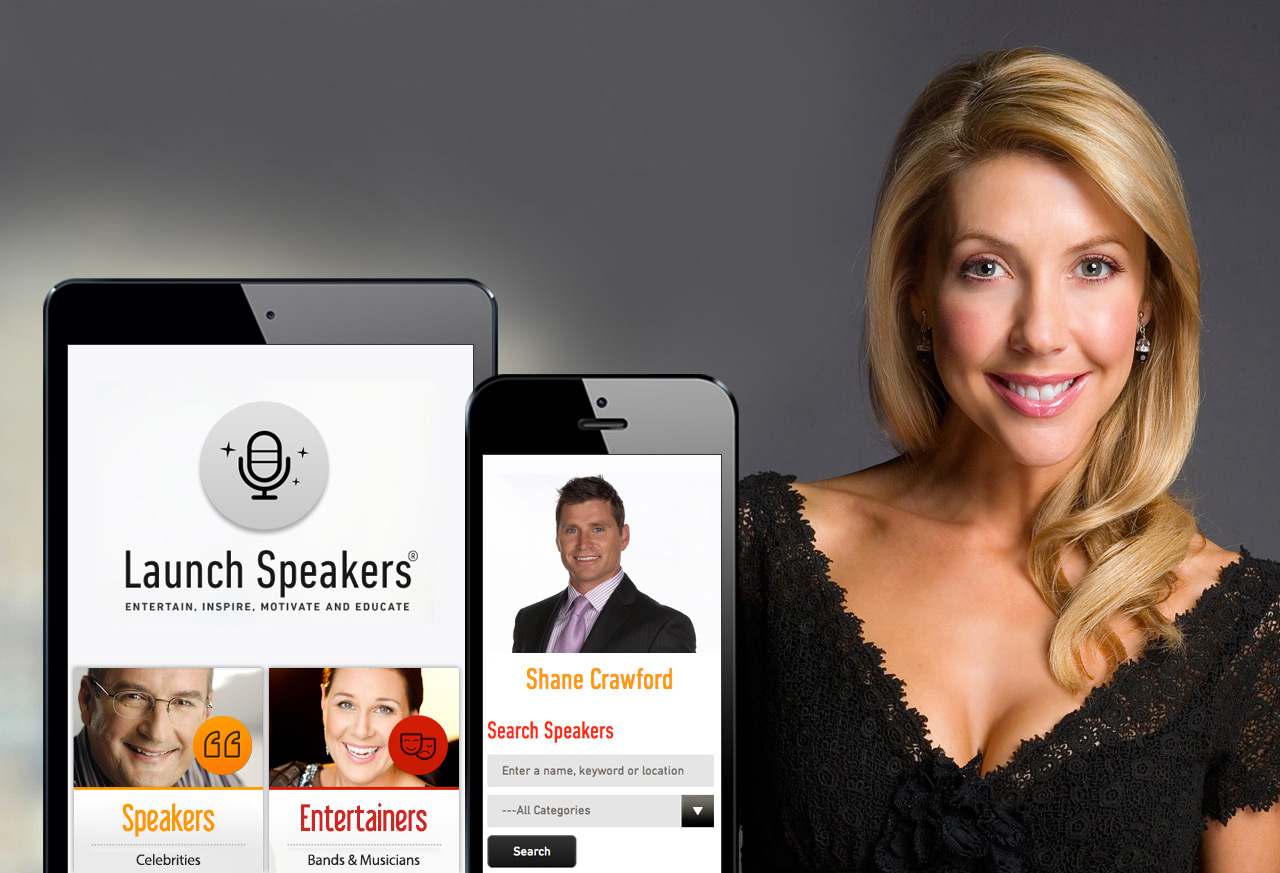 Launch Speakers®
ENTERTAIN, INSPIRE, MOTIVATE AND EDUCATE
Speakers
Celebrities
Entertainers
Bands & Musicians
Shane Crawford
Search Speakers
Enter a name, keyword or location
---All Categories
Search